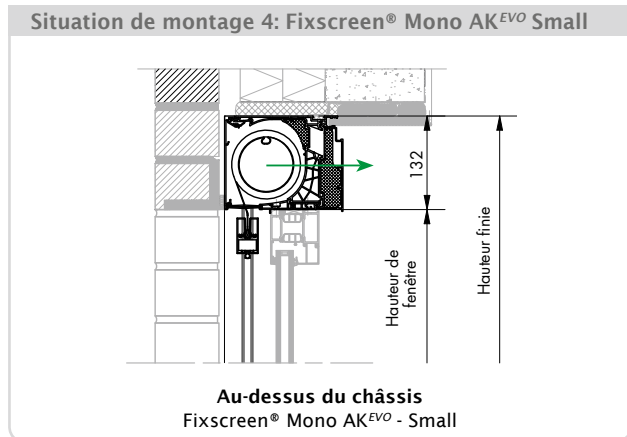 Situation de montage 4: Fixscreen® Mono AKEVO Small
132
Hauteur de
fenêtre
Hauteur finie
Au-dessus du châssis
Fixscreen® Mono AKEVO - Small